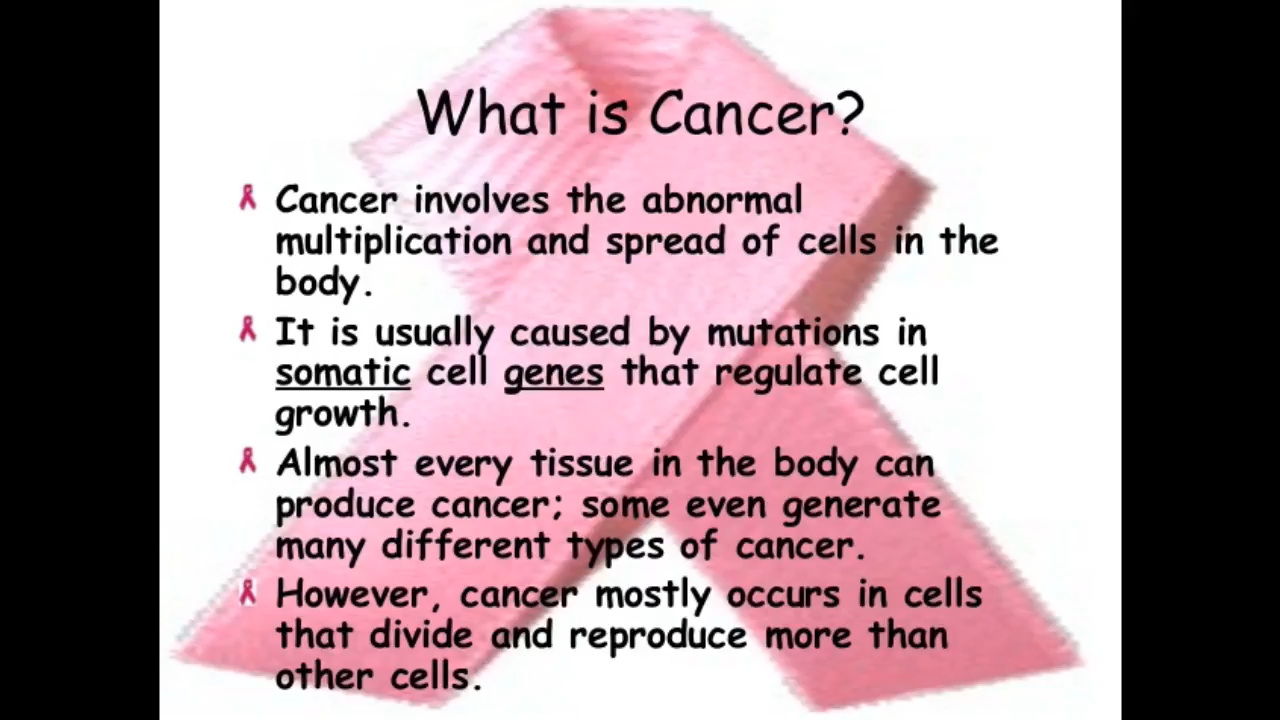 What is Cancer?
Cancer involves the abnormal
multiplication and spread of cells in the
body.
It is usually caused by mutations in
somatic cell genes that regulate cell
growth.
Almost every tissue in the body can
produce cancer; some even generate
many different types of cancer.
However, cancer mostly occurs in cells
that divide and reproduce more than
other cells.